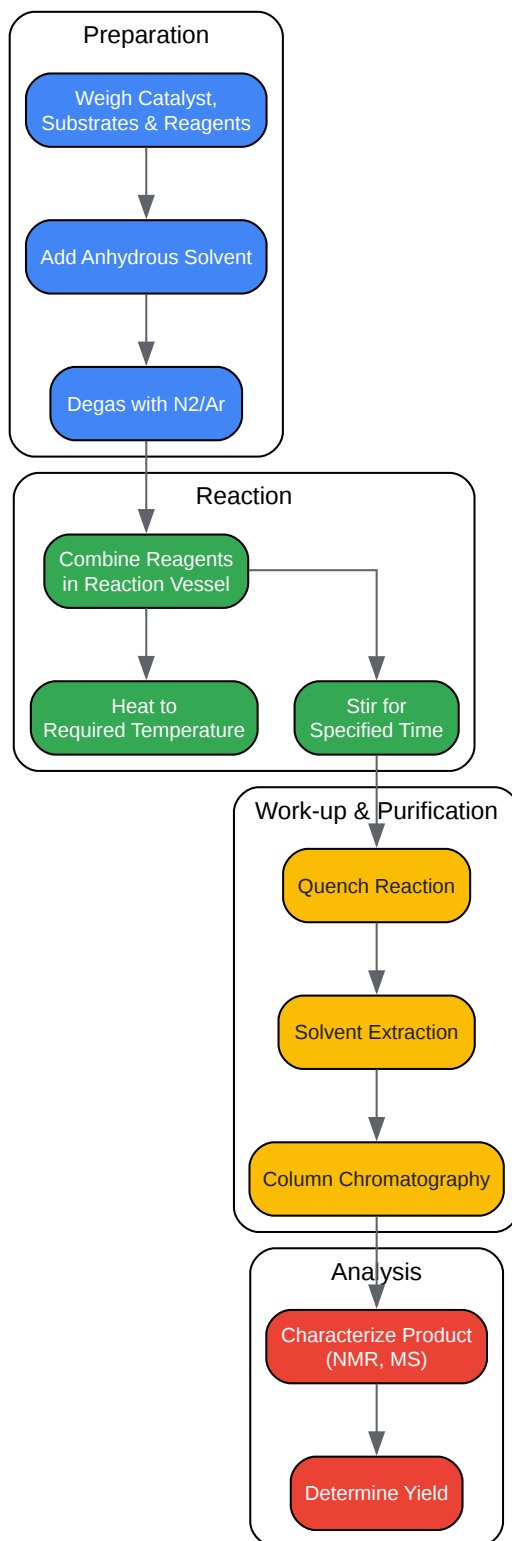 Preparation
Weigh Catalyst,
Substrates & Reagents
Add Anhydrous Solvent
Degas with N2/Ar
Reaction
Combine Reagents
in Reaction Vessel
Heat to
Required Temperature
Stir for
Specified Time
Work-up & Purification
Quench Reaction
Solvent Extraction
Column Chromatography
Analysis
Characterize Product
(NMR, MS)
Determine Yield